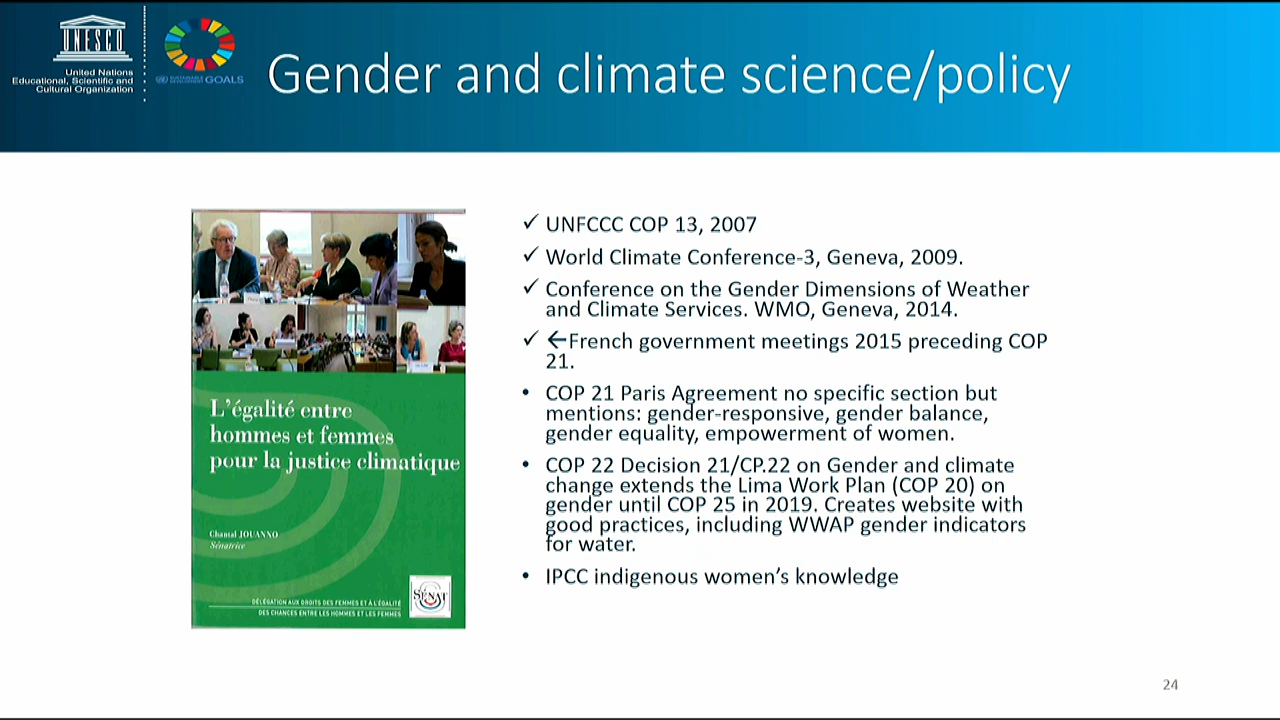 UNESCO
United Nations
Educational, Scientific and
Cultural Organization
SUSTAINABLE
DEVELOPMENT GOALS
Gender and climate science/policy
✓ UNFCCC COP 13, 2007
✓ World Climate Conference-3, Geneva, 2009.
✓ Conference on the Gender Dimensions of Weather
and Climate Services. WMO, Geneva, 2014.
✓ ←French government meetings 2015 preceding COP
21.
• COP 21 Paris Agreement no specific section but
mentions: gender-responsive, gender balance,
gender equality, empowerment of women.
• COP 22 Decision 21/CP.22 on Gender and climate
change extends the Lima Work Plan (COP 20) on
gender until COP 25 in 2019. Creates website with
good practices, including WWAP gender indicators
for water.
• IPCC indigenous women's knowledge
L'égalité entre
hommes et femmes
pour la justice climatique
Chantal JOUANNO
Sénatrice
SÉNAT
DÉLÉGATION AUX DROITS DES FEMMES ET À L'ÉGALITÉ
DES CHANCES ENTRE LES HOMMES ET LES FEMMES
24